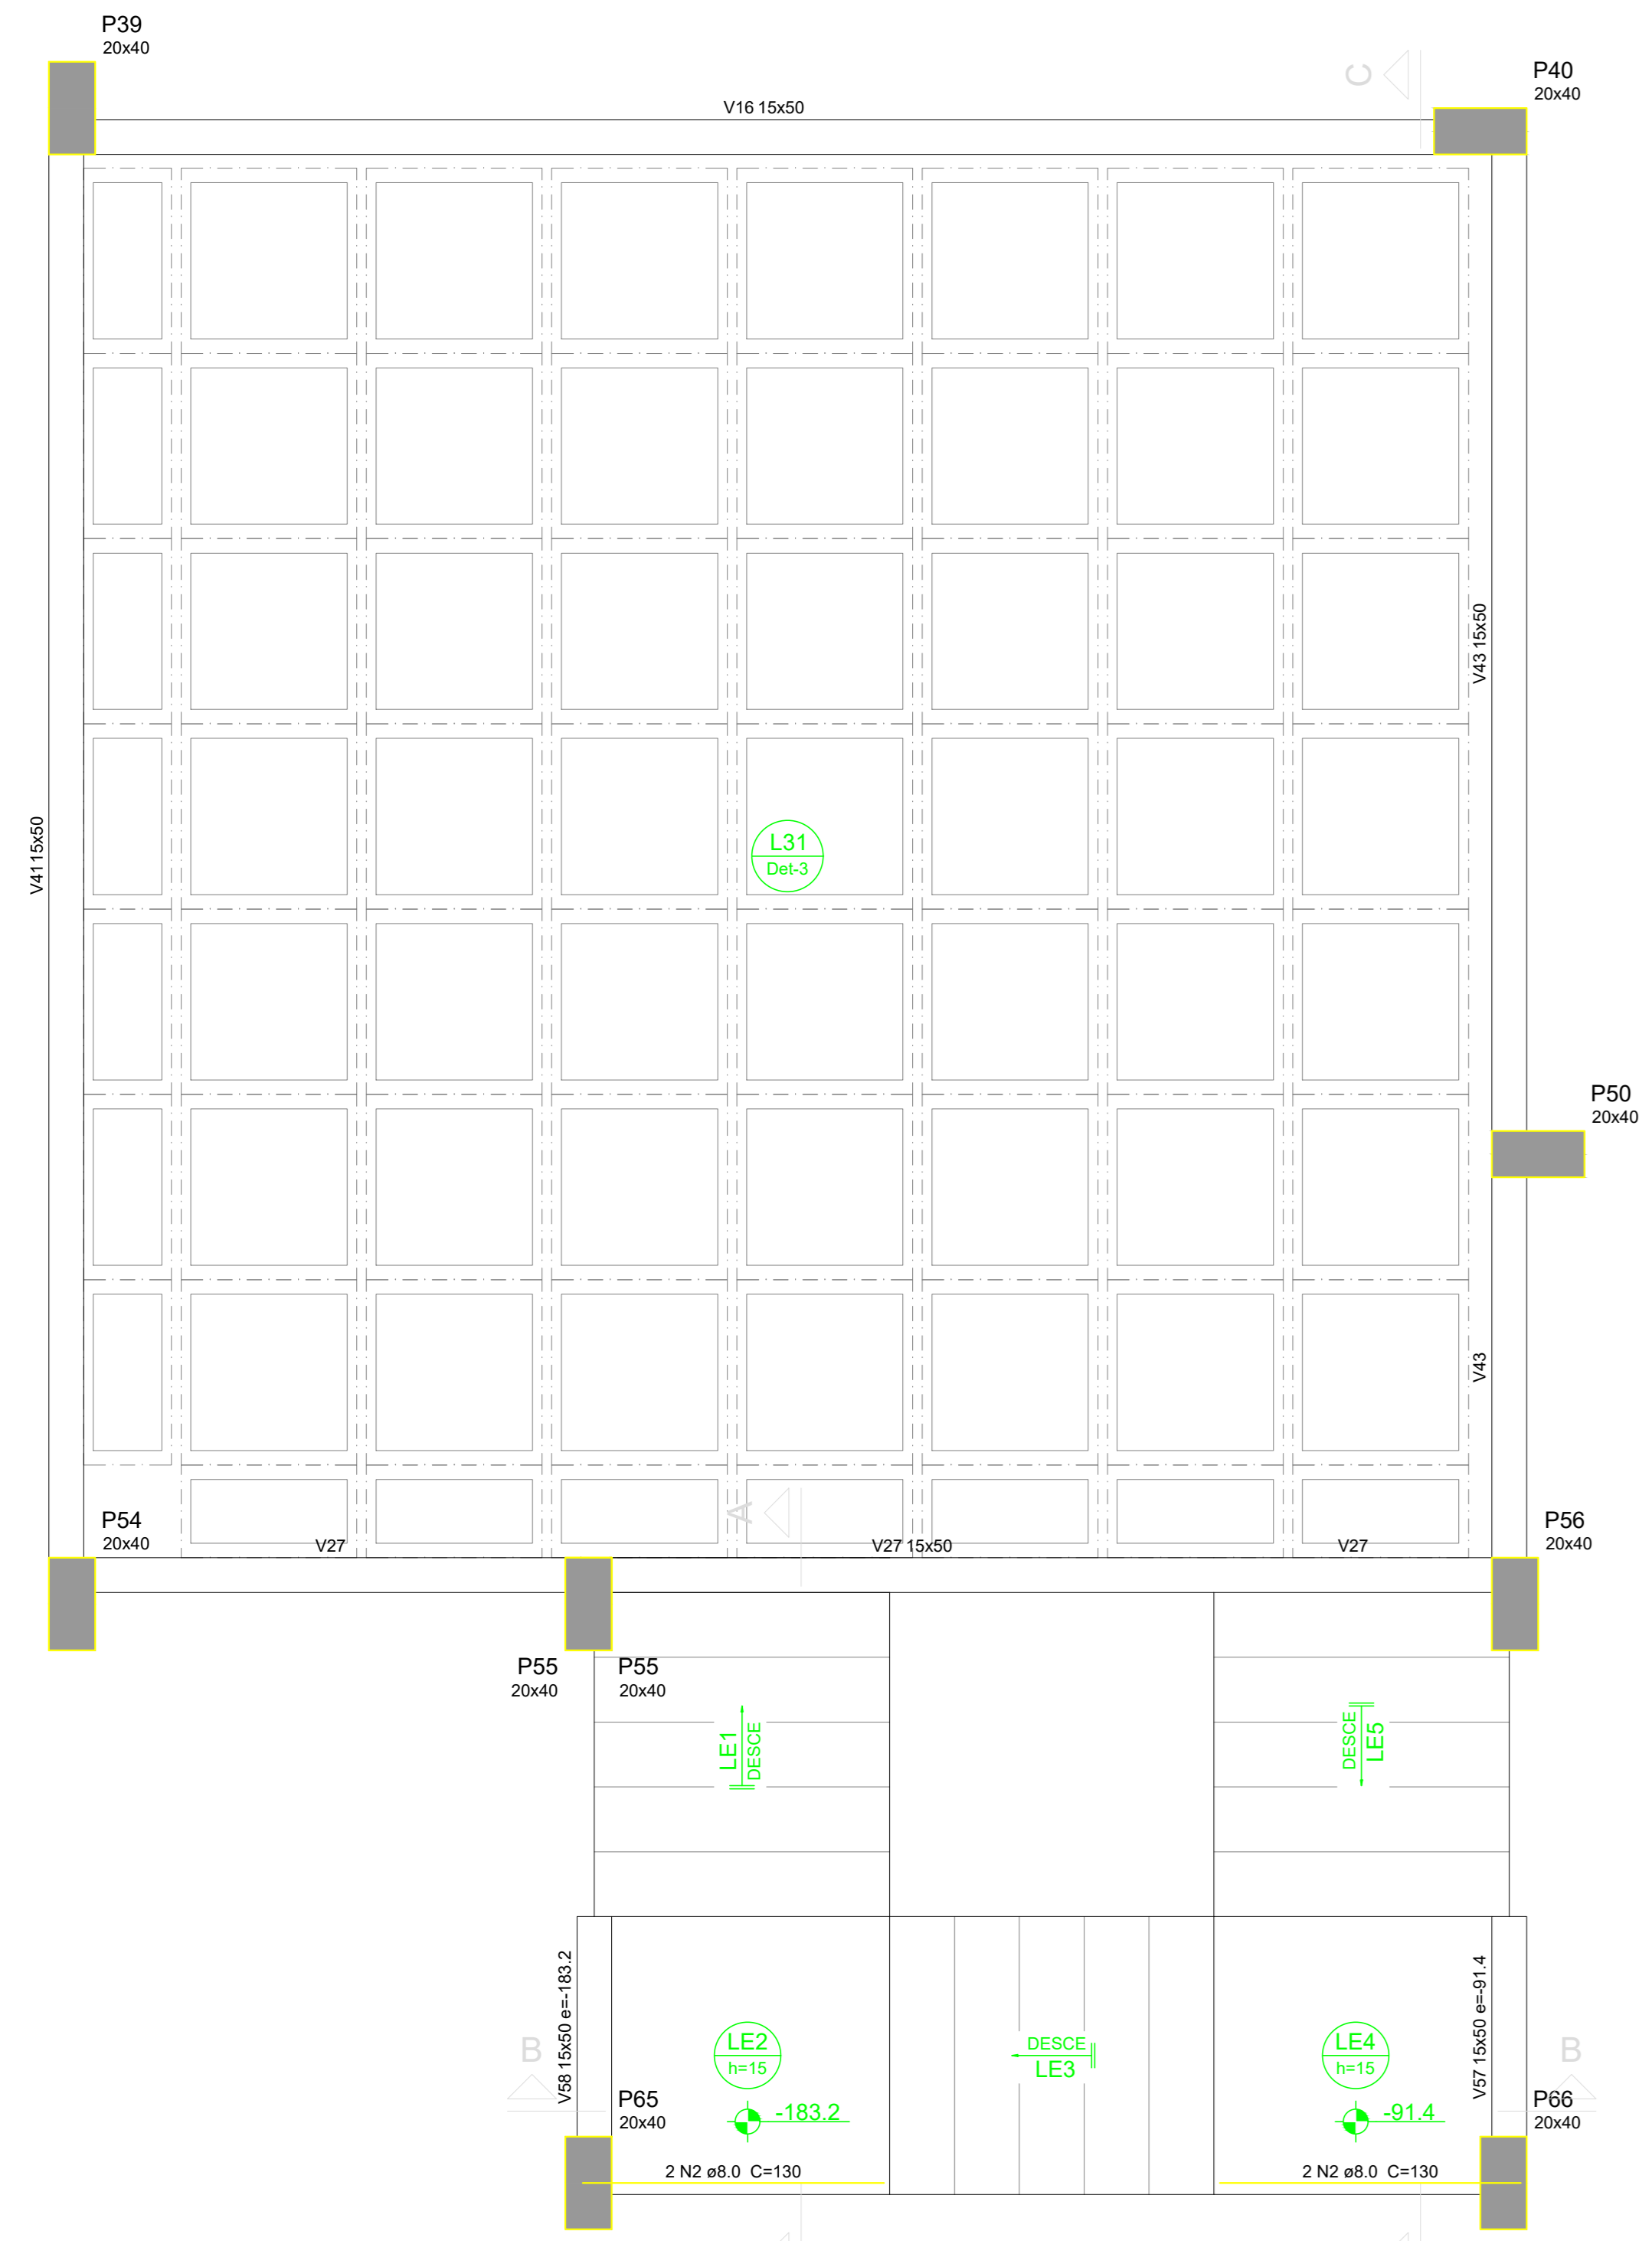 P39
20x40
C
P40
20x40
V16 15x50
V43 15x50
V41 15x50
L31
Det-3
P50
20x40
V43
A
P54
20x40
V27
V27 15x50
V27
P56
20x40
P55
20x40
P55
20x40
LE1
DESCE
DESCE
LE5
V58 15x50 e=-183.2
V57 15x50 e=-91.4
B
LE2
h=15
DESCE
LE3
LE4
h=15
B
P65
20x40
-183.2
-91.4
P66
20x40
2 N2 ø8.0 C=130
2 N2 ø8.0 C=130